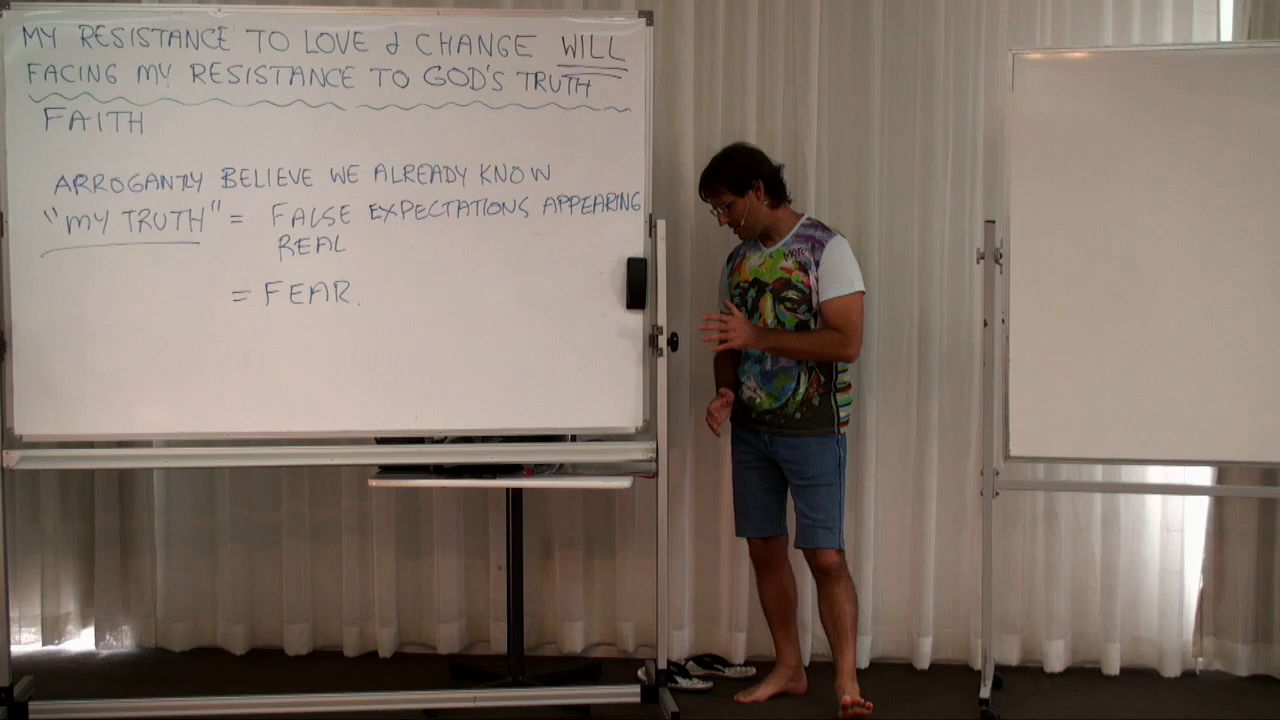 MY RESISTANCE TO LOVE & CHANGE WILL
FACING MY RESISTANCE TO GOD'S TRUTH
FAITH
ARROGANTLY BELIEVE WE ALREADY KNOW
"MY TRUTH" = FALSE EXPECTATIONS APPEARING
REAL
= FEAR.